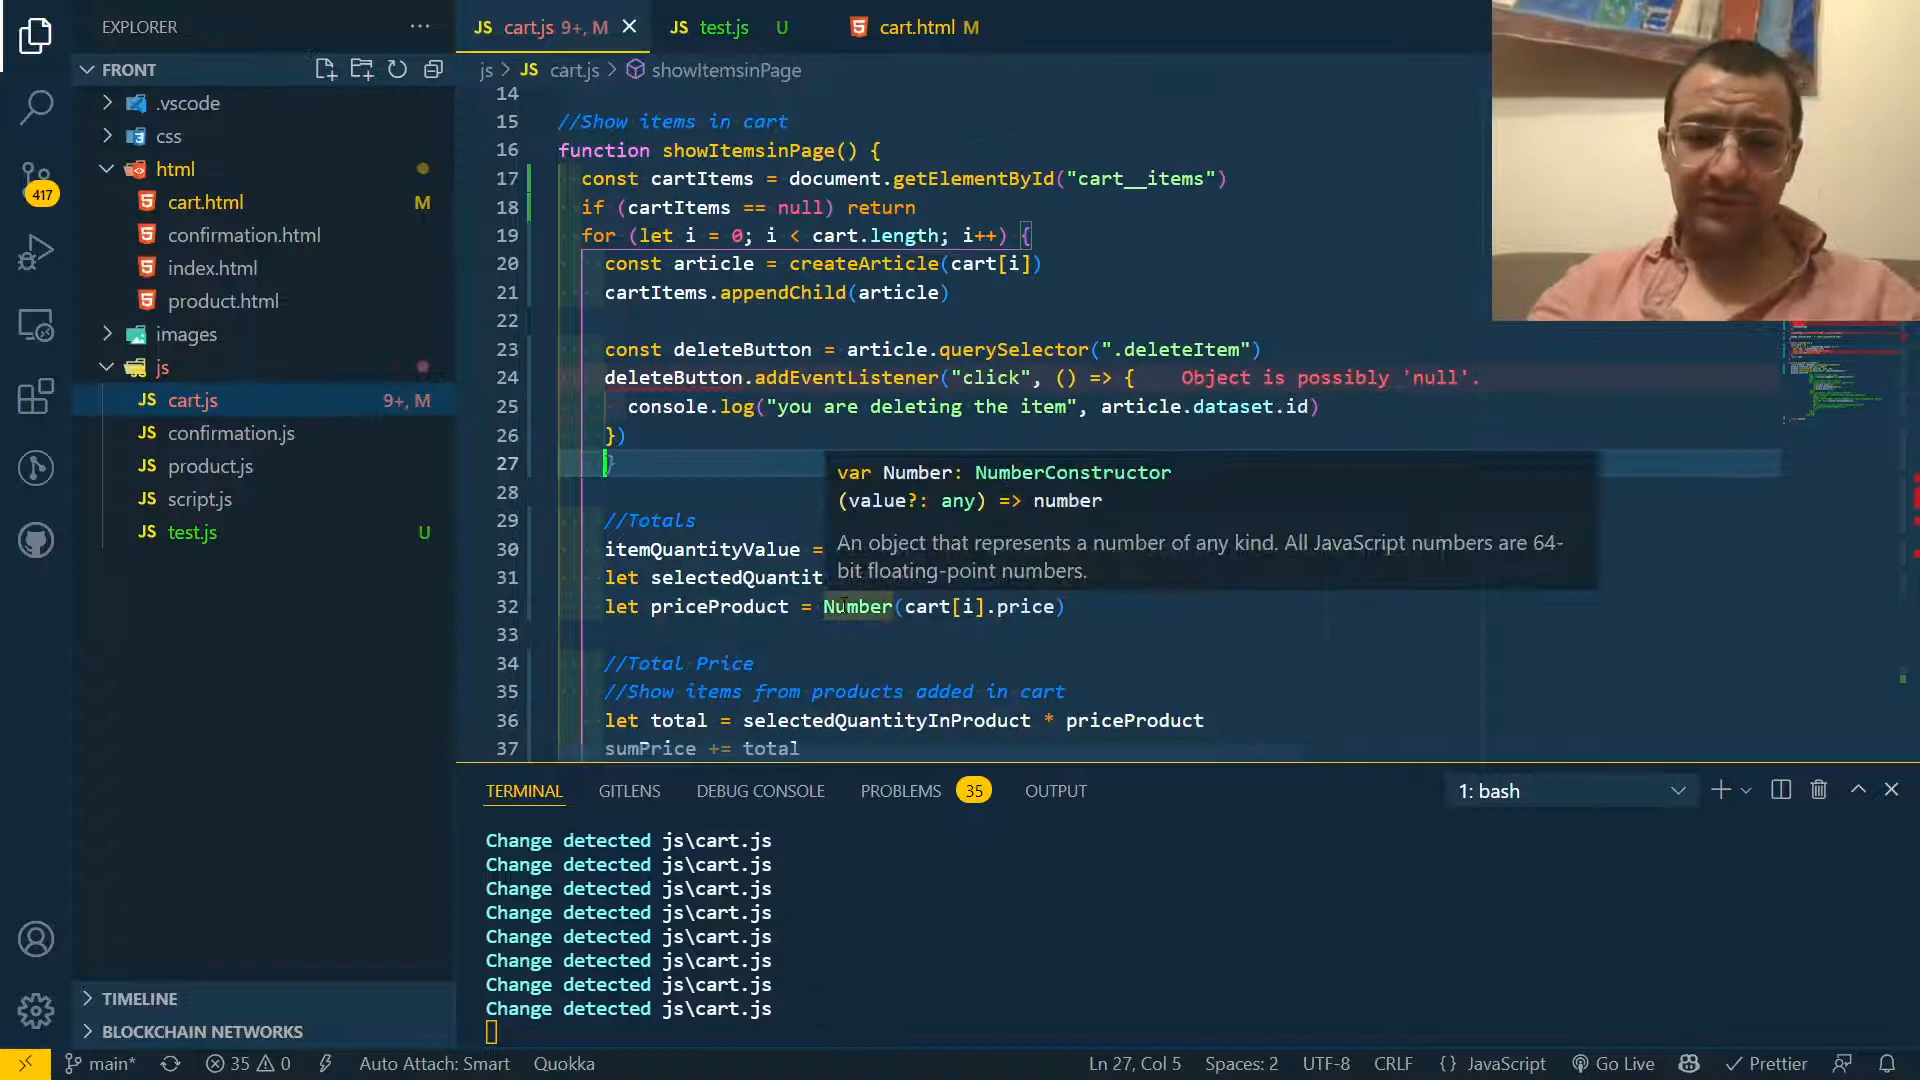 EXPLORER
FRONT
.vscode
css
html
cart.html M
confirmation.html
index.html
product.html
images
js
JS cart.js 9+, M
JS confirmation.js
JS product.js
JS script.js
JS test.js U
TIMELINE
BLOCKCHAIN NETWORKS
417
JS cart.js 9+, M
JS test.js U
cart.html M
js > JS cart.js > showItemsinPage
14
15 //Show items in cart
16 function showItemsinPage() {
17 const cartItems = document.getElementById("cart__items")
18 if (cartItems == null) return
19 for (let i = 0; i < cart.length; i++) {
20 const article = createArticle(cart[i])
21 cartItems.appendChild(article)
22
23 const deleteButton = article.querySelector(".deleteItem")
24 deleteButton.addEventListener("click", () => { Object is possibly 'null'.
25 console.log("you are deleting the item", article.dataset.id)
26 })
27 }
28
29 //Totals
30 itemQuantityValue =
31 let selectedQuantit
32 let priceProduct = Number(cart[i].price)
33
34 //Total Price
35 //Show items from products added in cart
36 let total = selectedQuantityInProduct * priceProduct
37 sumPrice += total
var Number: NumberConstructor
(value?: any) => number
An object that represents a number of any kind. All JavaScript numbers are 64-
bit floating-point numbers.
TERMINAL GITLENS DEBUG CONSOLE PROBLEMS 35 OUTPUT 1: bash
Change detected js\cart.js
Change detected js\cart.js
Change detected js\cart.js
Change detected js\cart.js
Change detected js\cart.js
Change detected js\cart.js
Change detected js\cart.js
Change detected js\cart.js
main* 35 0 Auto Attach: Smart Quokka Ln 27, Col 5 Spaces: 2 UTF-8 CRLF {} JavaScript Go Live Prettier